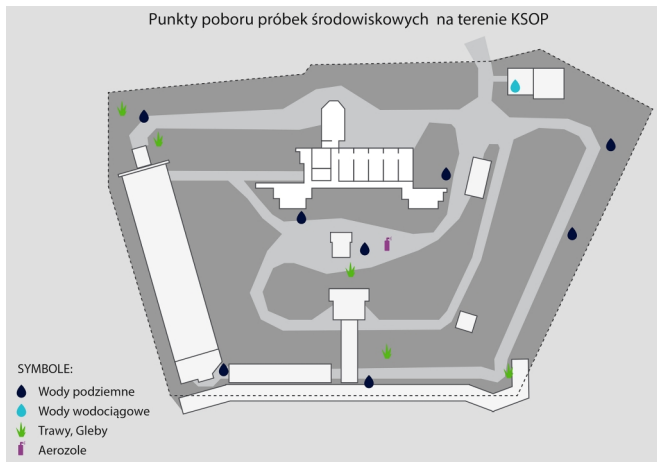 Punkty poboru próbek środowiskowych na terenie KSOP
SYMBOLE:
Wody podziemne
Wody wodociągowe
Trawy, Gleby
Aerozole